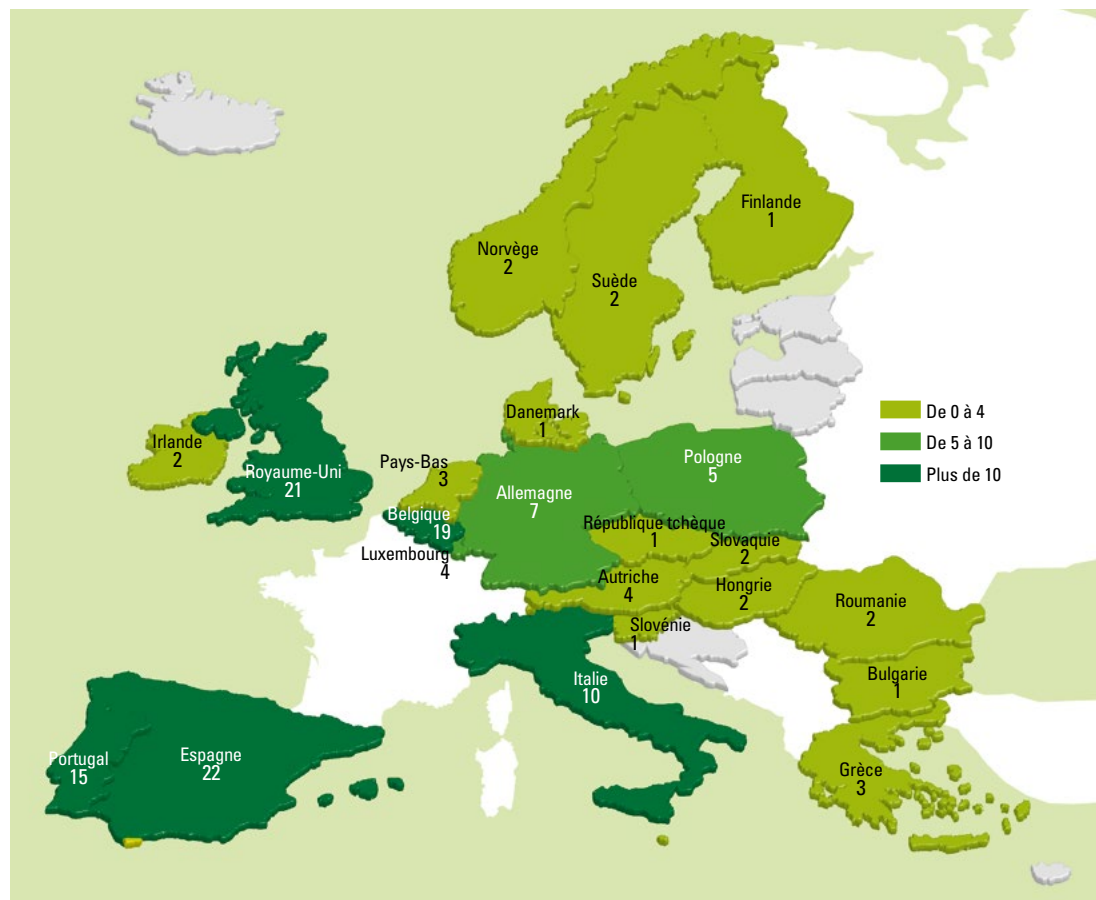 Finlande
1
Norvège
2
Suède
2
Danemark
1
De 0 à 4
De 5 à 10
Plus de 10
Irlande
2
Royaume-Uni
21
Pays-Bas
3
Pologne
5
Allemagne
7
Belgique
19
République tchèque
1
Slovaquie
2
Luxembourg
4
Autriche
4
Hongrie
2
Roumanie
2
Slovénie
1
Italie
10
Bulgarie
1
Portugal
15
Espagne
22
Grèce
3